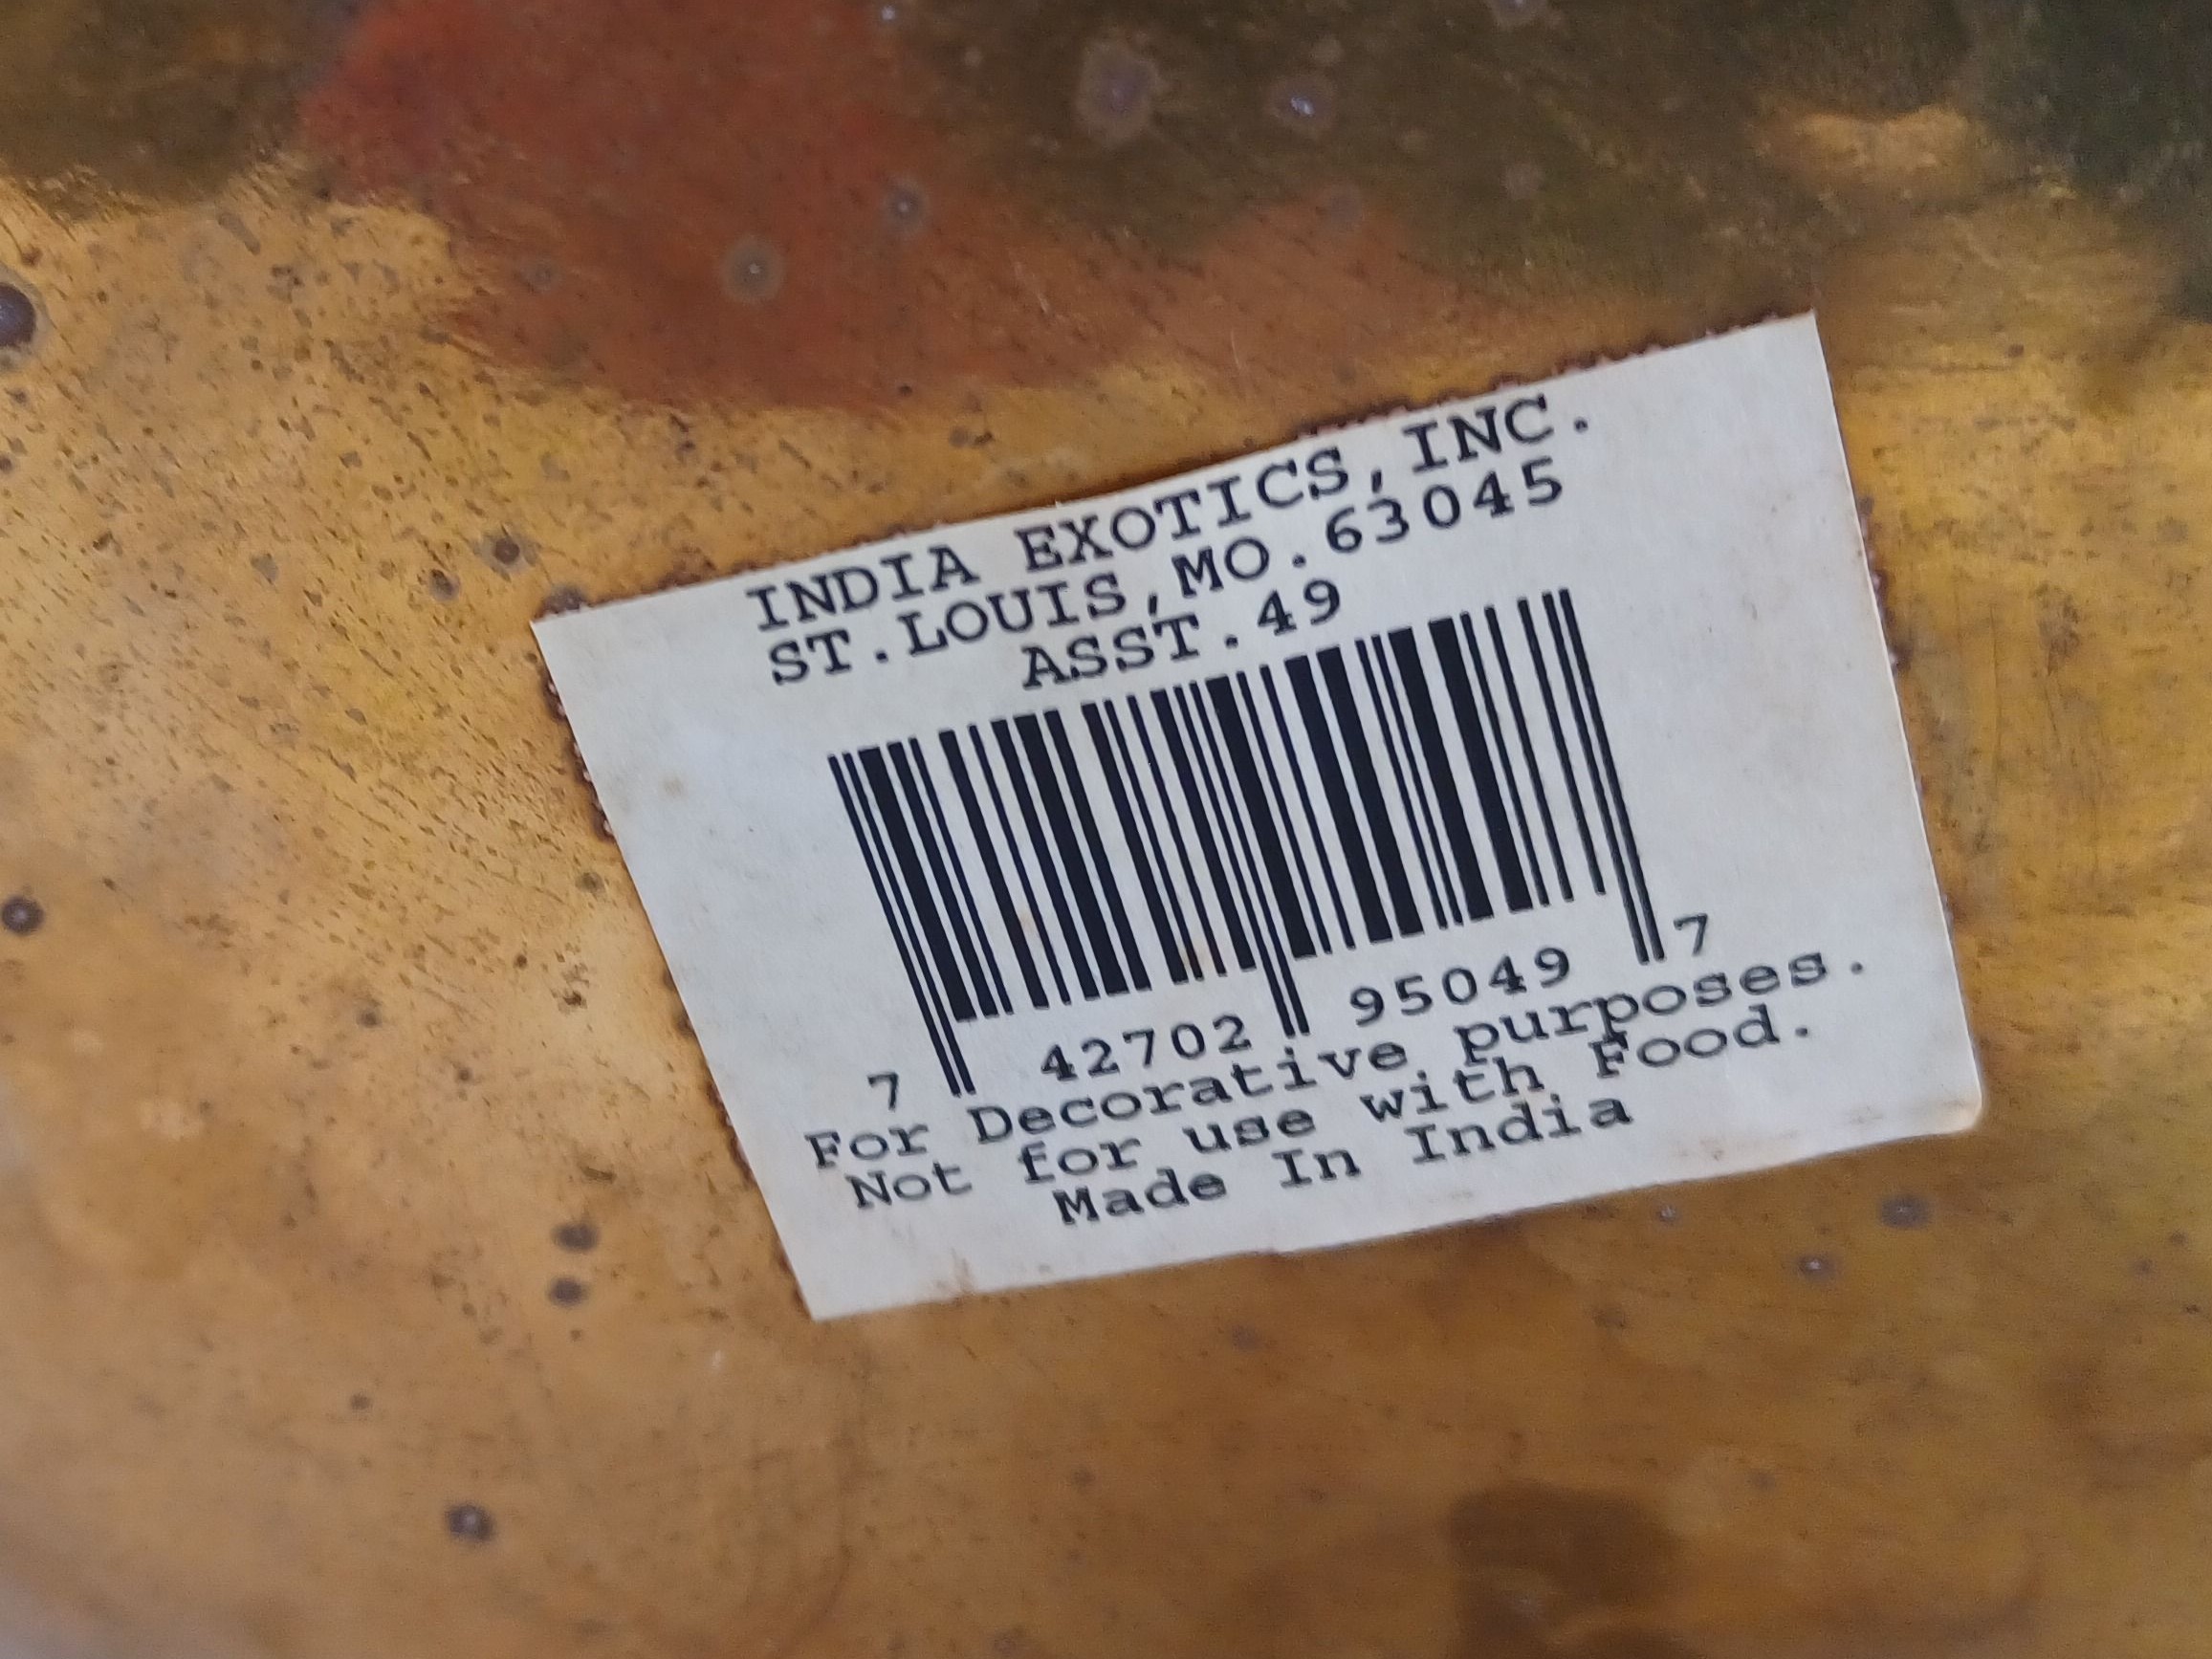 INDIA EXOTICS,INC.
ST.LOUIS,MO.63045
ASST.49
7 42702 95049 7
For Decorative purposes.
Not for use with Food.
Made In India